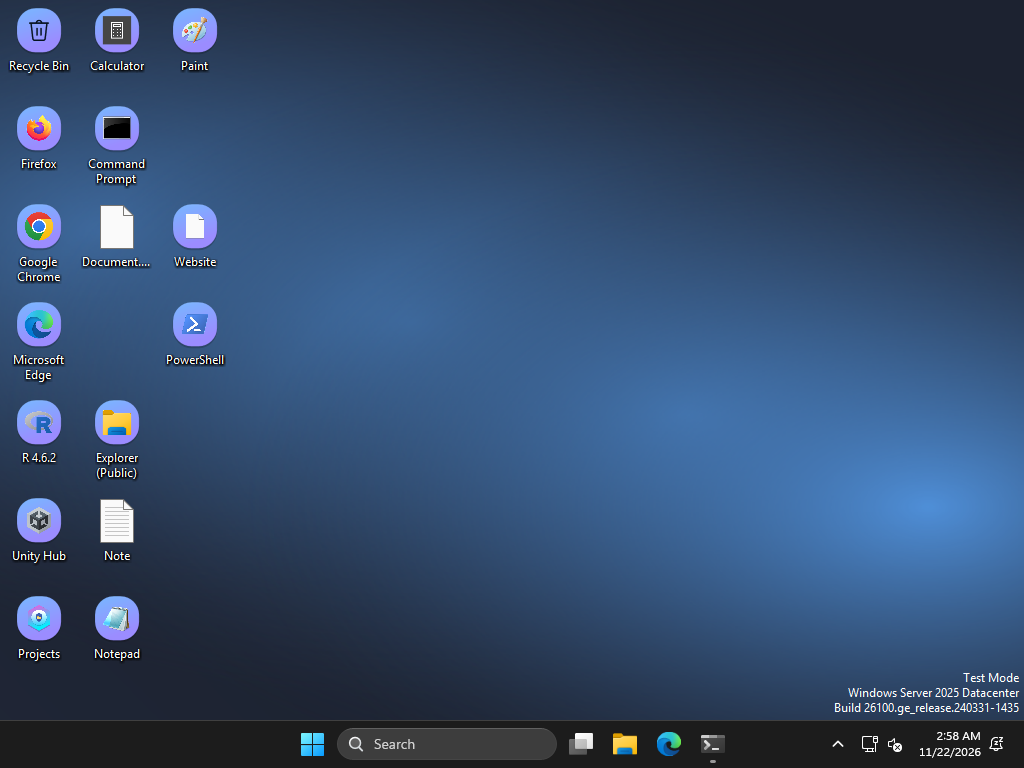 Recycle Bin
Calculator
Paint
Firefox
Command
Prompt
Google
Chrome
Document....
Website
Microsoft
Edge
PowerShell
R 4.6.2
Explorer
(Public)
Unity Hub
Note
Projects
Notepad
Test Mode
Windows Server 2025 Datacenter
Build 26100.ge_release.240331-1435
Search
2:58 AM
11/22/2026